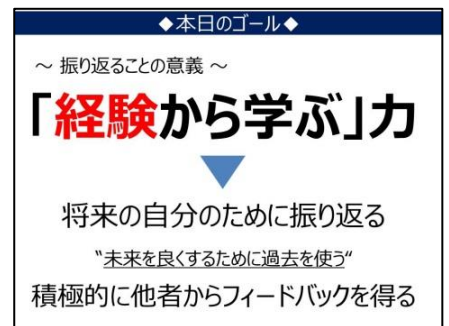 ◆本日のゴール◆
～ 振り返ることの意義 ～
「経験から学ぶ」力
将来の自分のために振り返る
‶未来を良くするために過去を使う“
積極的に他者からフィードバックを得る